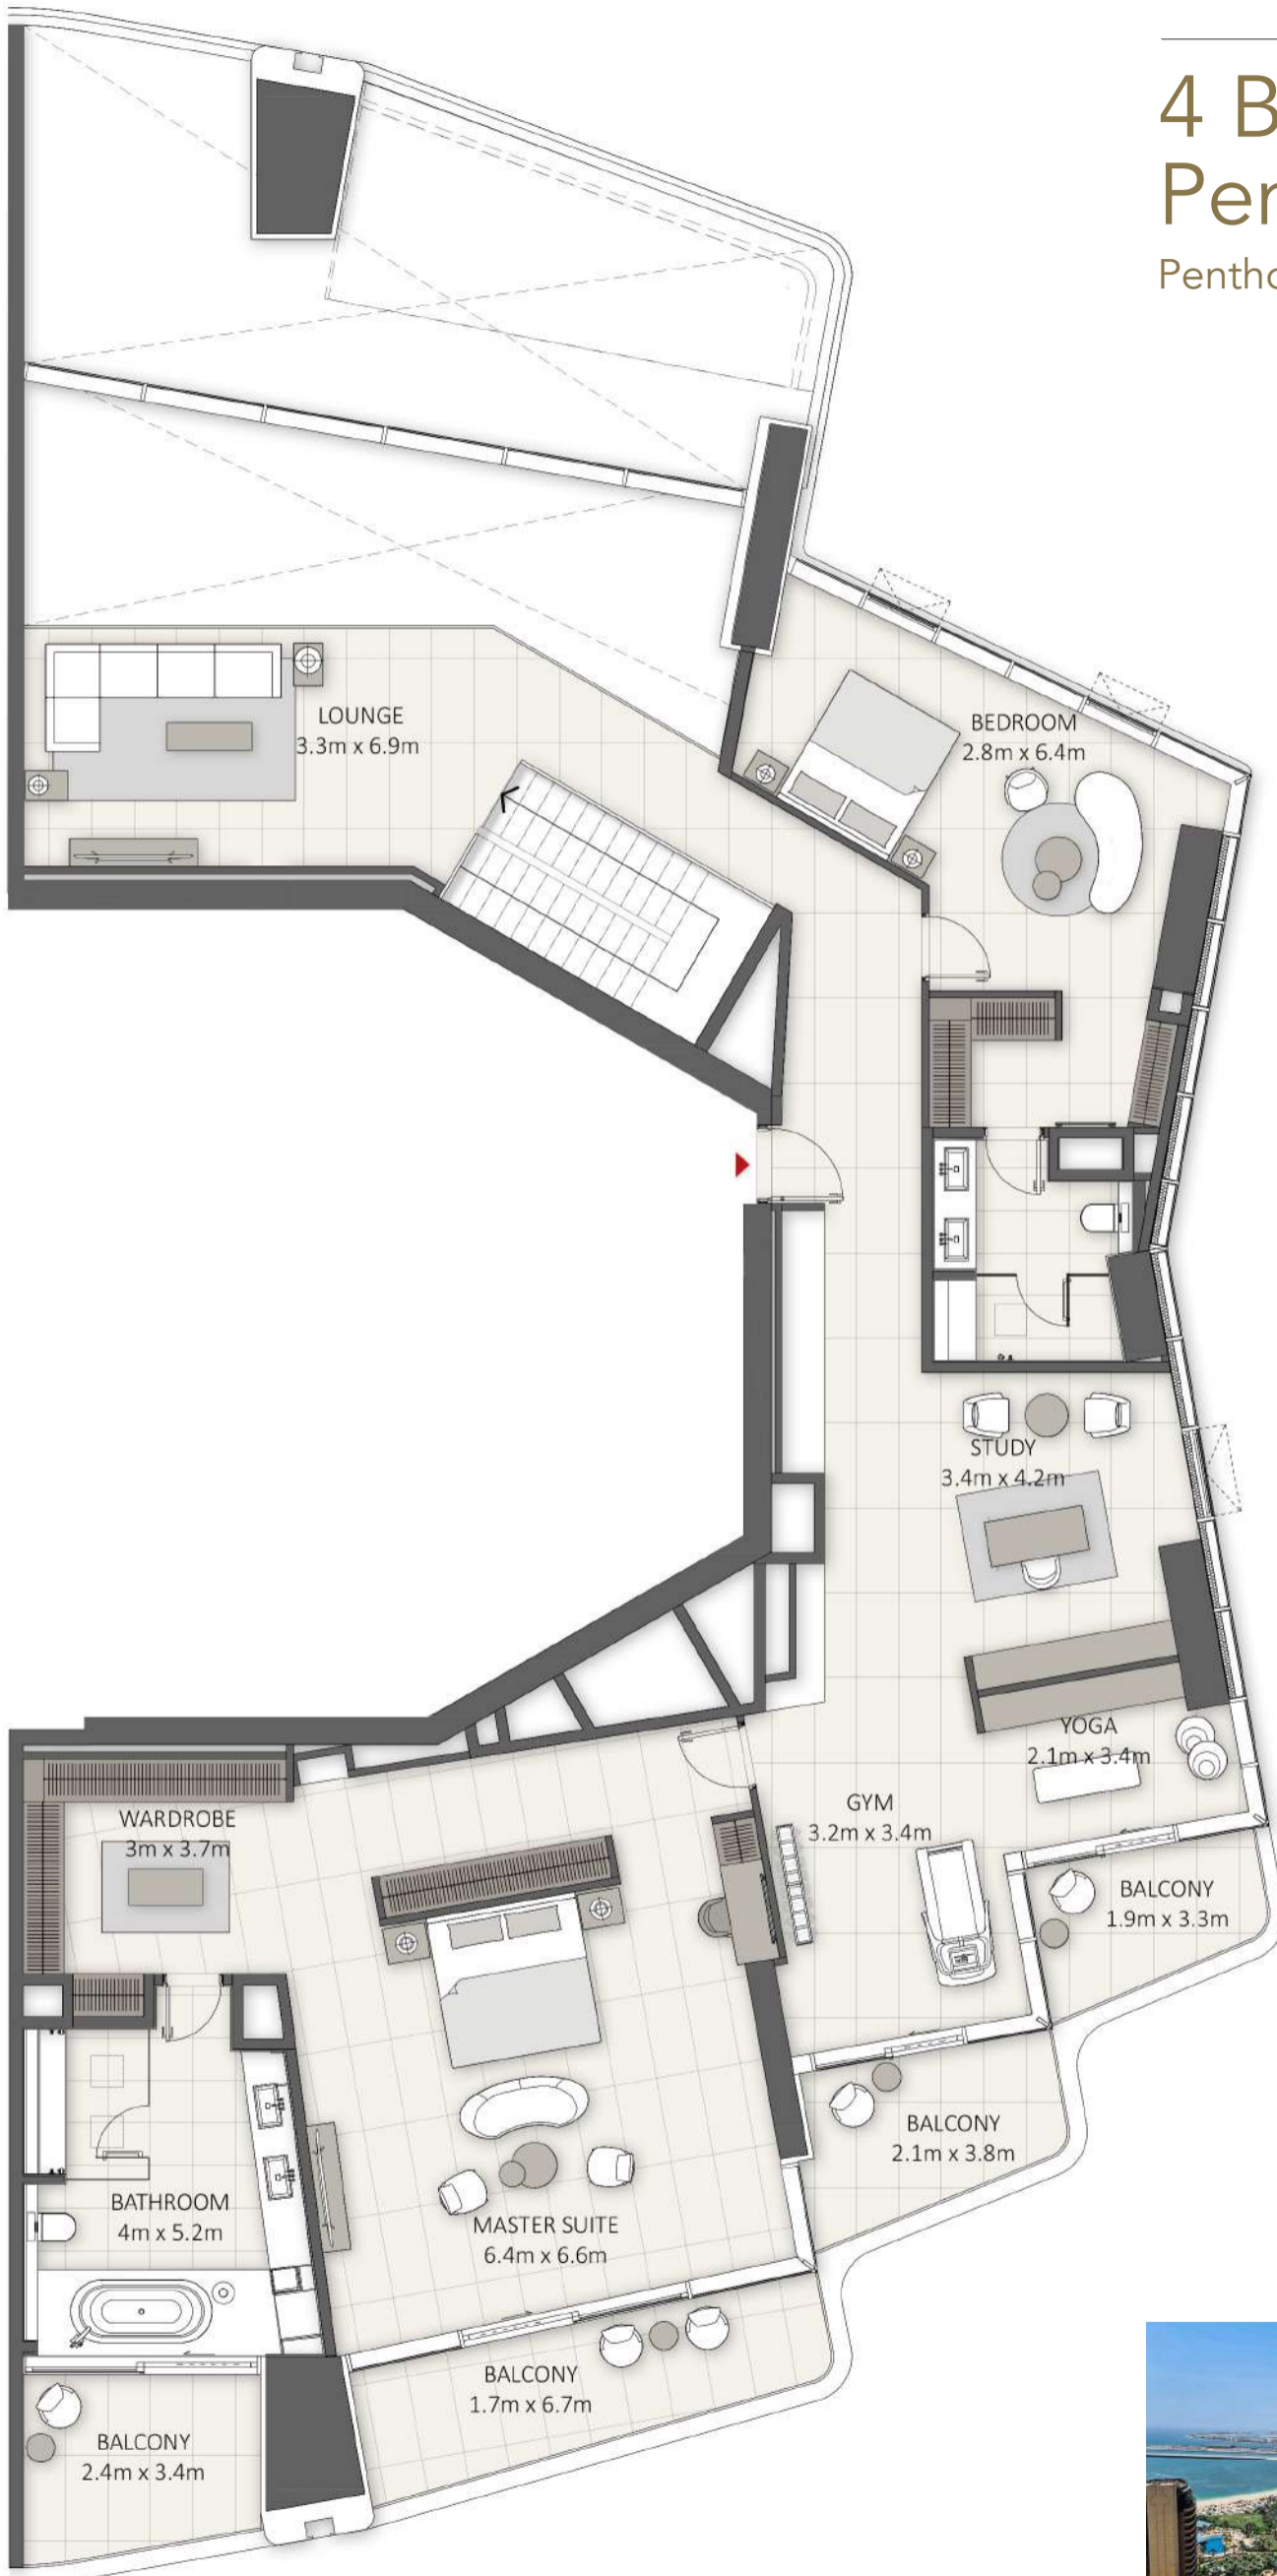 4 B
Pen
Pentho
LOUNGE
3.3m x 6.9m
BEDROOM
2.8m x 6.4m
STUDY
3.4m x 4.2m
YOGA
2.1m x 3.4m
GYM
3.2m x 3.4m
WARDROBE
3m x 3.7m
BALCONY
1.9m x 3.3m
BALCONY
2.1m x 3.8m
BATHROOM
4m x 5.2m
MASTER SUITE
6.4m x 6.6m
BALCONY
1.7m x 6.7m
BALCONY
2.4m x 3.4m